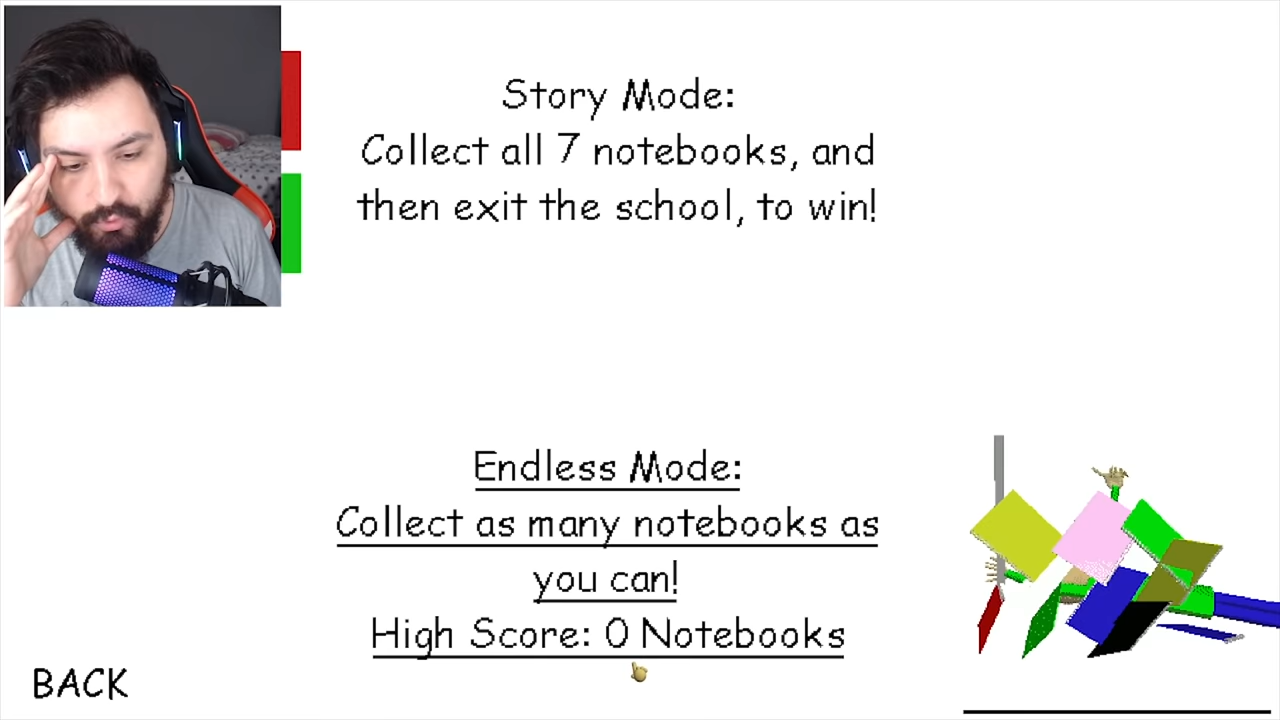 Story Mode:
Collect all 7 notebooks, and
then exit the school, to win!
Endless Mode:
Collect as many notebooks as
you can!
High Score: 0 Notebooks
BACK